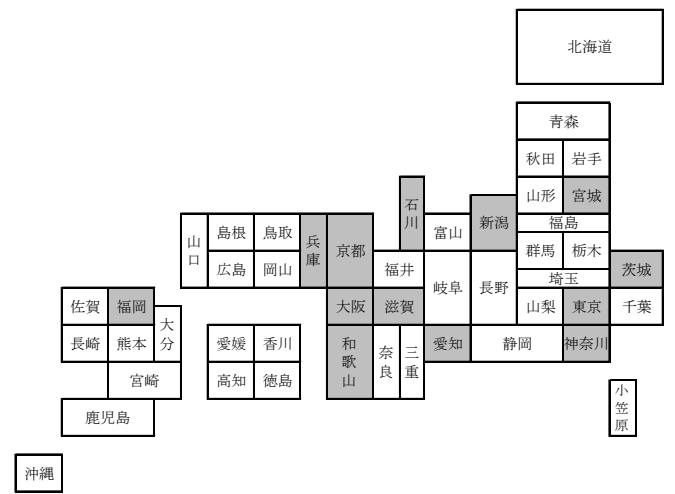 北海道
青森
秋田
岩手
山形
宮城
石川
新潟
富山
福島
山口
島根
鳥取
兵庫
京都
群馬
栃木
広島
岡山
福井
岐阜
長野
埼玉
茨城
佐賀
福岡
大分
大阪
滋賀
山梨
東京
千葉
長崎
熊本
愛媛
香川
和歌山
奈良
三重
愛知
静岡
神奈川
宮崎
高知
徳島
小笠原
鹿児島
沖縄